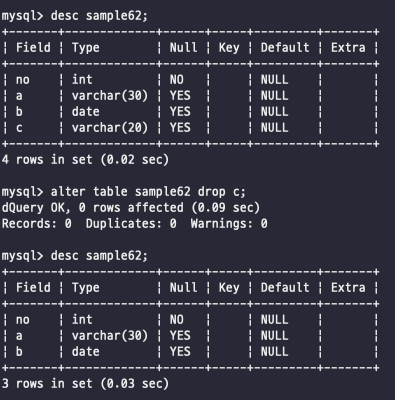 mysql> desc sample62;
+-------+-------------+------+-----+---------+-------+
| Field | Type        | Null | Key | Default | Extra |
+-------+-------------+------+-----+---------+-------+
| no    | int         | NO   |     | NULL    |       |
| a     | varchar(30) | YES  |     | NULL    |       |
| b     | date        | YES  |     | NULL    |       |
| c     | varchar(20) | YES  |     | NULL    |       |
+-------+-------------+------+-----+---------+-------+
4 rows in set (0.02 sec)
mysql> alter table sample62 drop c;
dQuery OK, 0 rows affected (0.09 sec)
Records: 0  Duplicates: 0  Warnings: 0
mysql> desc sample62;
+-------+-------------+------+-----+---------+-------+
| Field | Type        | Null | Key | Default | Extra |
+-------+-------------+------+-----+---------+-------+
| no    | int         | NO   |     | NULL    |       |
| a     | varchar(30) | YES  |     | NULL    |       |
| b     | date        | YES  |     | NULL    |       |
+-------+-------------+------+-----+---------+-------+
3 rows in set (0.03 sec)